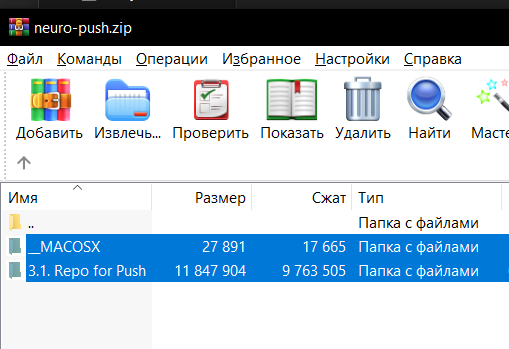 neuro-push.zip
Файл Команды Операции Избранное Настройки Справка
Добавить Извлечь... Проверить Показать Удалить Найти Масте
Имя Размер Сжат Тип
.. Папка с файлами
__MACOSX 27 891 17 665 Папка с файлами
3.1. Repo for Push 11 847 904 9 763 505 Папка с файлами